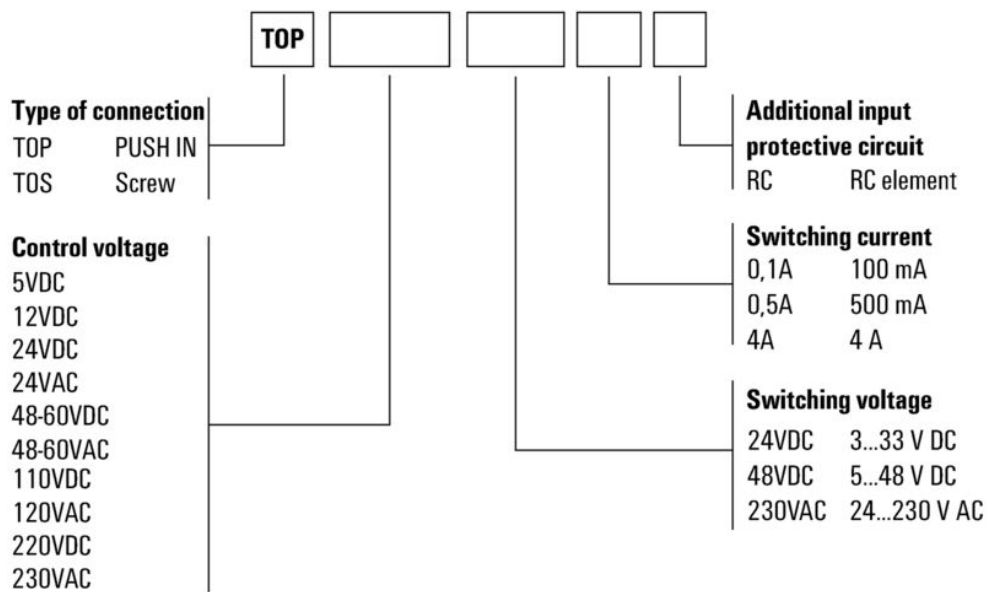 TOP
Type of connection
TOP PUSH IN
TOS Screw
Control voltage
5VDC
12VDC
24VDC
24VAC
48-60VDC
48-60VAC
110VDC
120VAC
220VDC
230VAC
Additional input
protective circuit
RC RC element
Switching current
0,1A 100 mA
0,5A 500 mA
4A 4 A
Switching voltage
24VDC 3...33 V DC
48VDC 5...48 V DC
230VAC 24...230 V AC